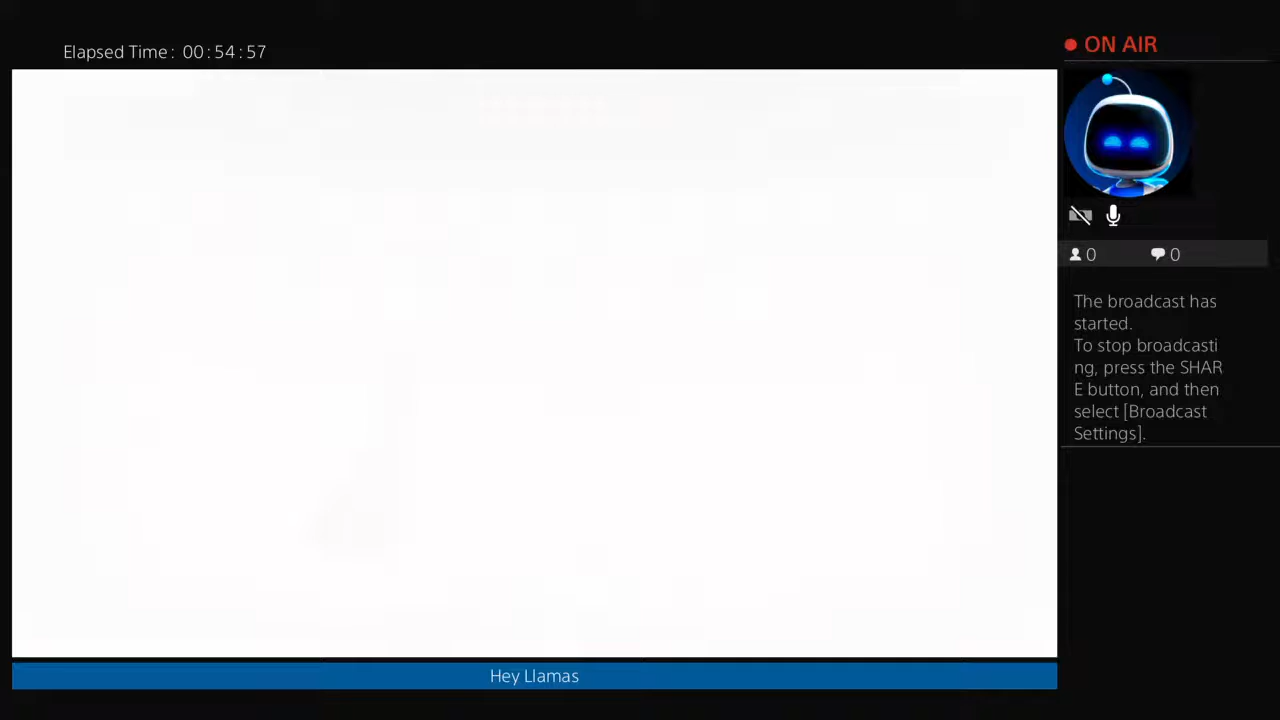 Elapsed Time: 00:54:57
ON AIR
0 0
The broadcast has
started.
To stop broadcasti
ng, press the SHAR
E button, and then
select [Broadcast
Settings].
Hey Llamas